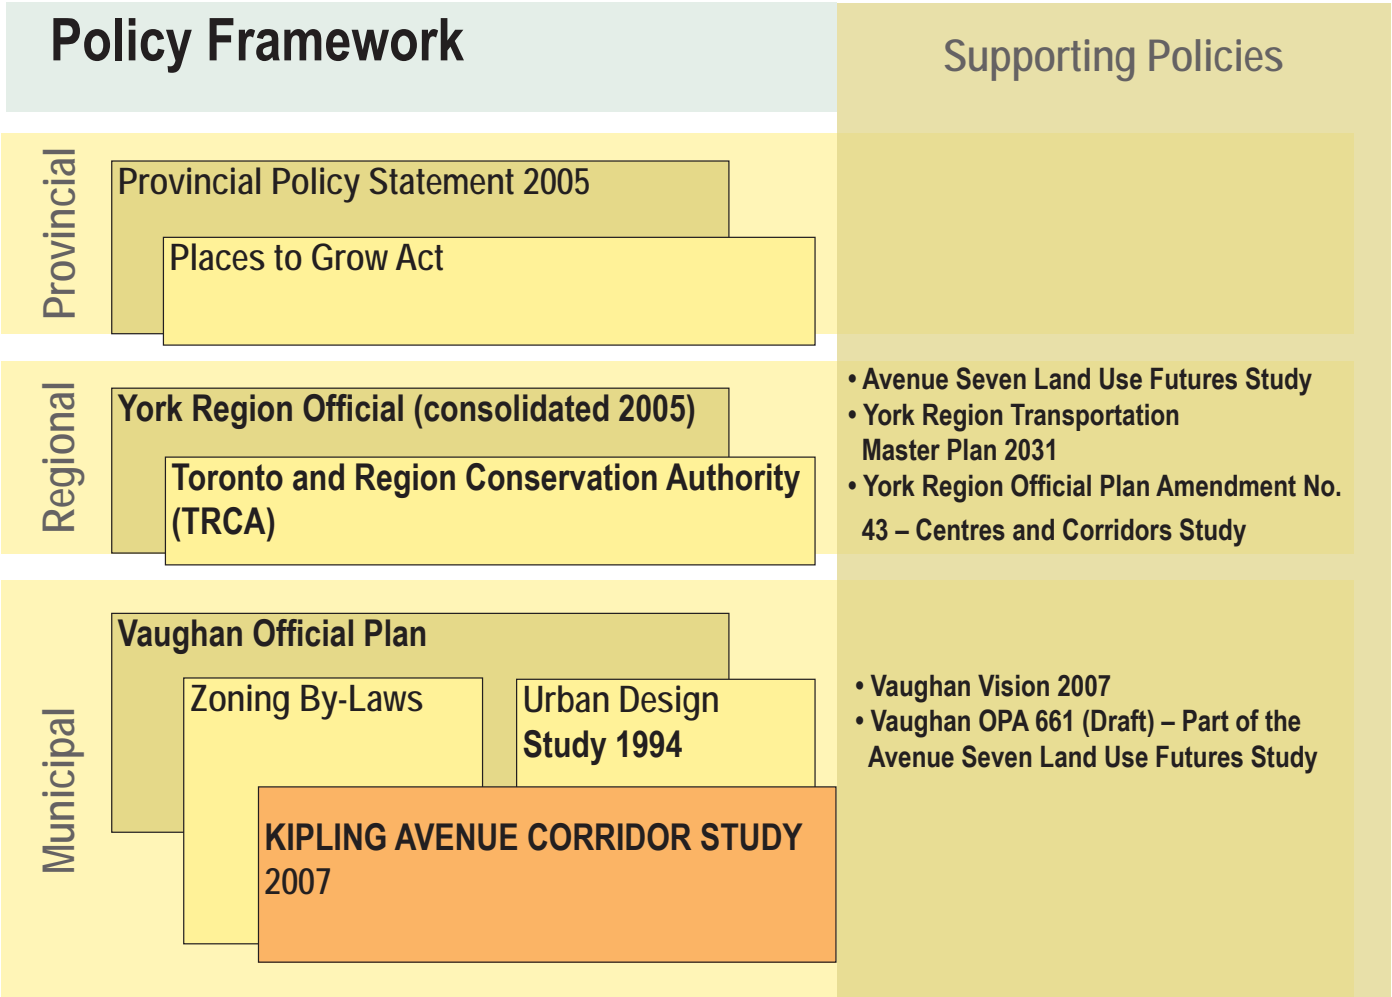 Policy Framework
Supporting Policies
Provincial
Provincial Policy Statement 2005
Places to Grow Act
Regional
York Region Official (consolidated 2005)
Toronto and Region Conservation Authority
(TRCA)
• Avenue Seven Land Use Futures Study
• York Region Transportation
Master Plan 2031
• York Region Official Plan Amendment No.
43 – Centres and Corridors Study
Municipal
Vaughan Official Plan
Zoning By-Laws
Urban Design
Study 1994
KIPLING AVENUE CORRIDOR STUDY
2007
• Vaughan Vision 2007
• Vaughan OPA 661 (Draft) – Part of the
Avenue Seven Land Use Futures Study